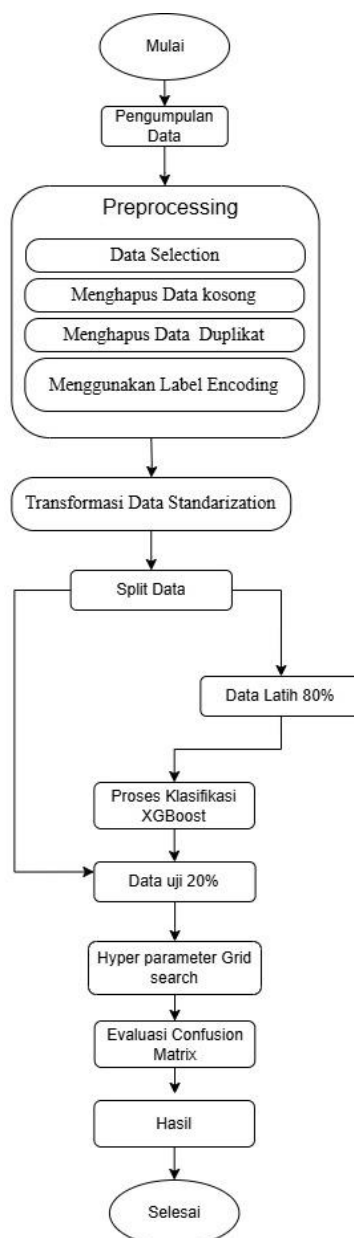 Mulai
Pengumpulan
Data
Preprocessing
Data Selection
Menghapus Data kosong
Menghapus Data Duplikat
Menggunakan Label Encoding
Transformasi Data Standarization
Split Data
Data Latih 80%
Proses Klasifikasi
XGBoost
Data uji 20%
Hyper parameter Grid
search
Evaluasi Confusion
Matrix
Hasil
Selesai